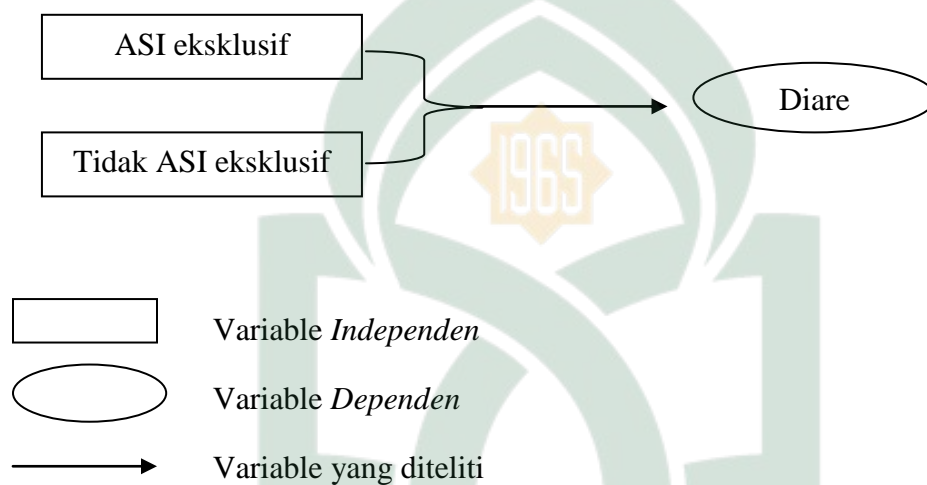 ASI eksklusif
Diare
Tidak ASI eksklusif
1965
Variable Independen
Variable Dependen
Variable yang diteliti